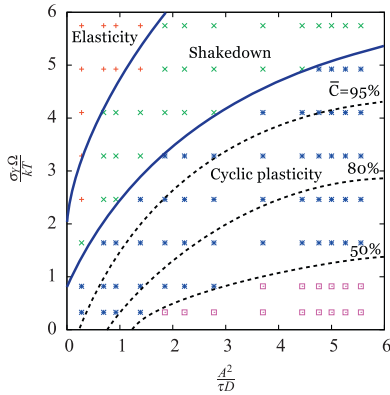 6
5
4
3
2
1
0
σ_Y Ω / kT
Elasticity
Shakedown
C̅=95%
Cyclic plasticity
80%
50%
0 1 2 3 4 5 6
A² / τD